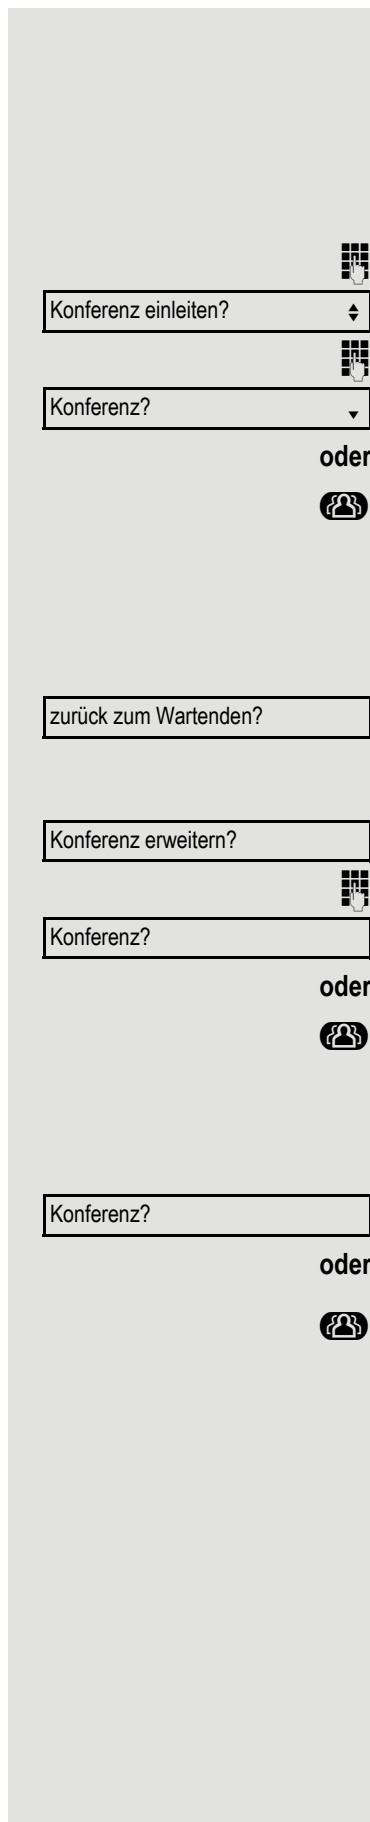 Konferenz einleiten?
Konferenz?
oder
zurück zum Wartenden?
Konferenz erweitern?
Konferenz?
oder
Konferenz?
oder